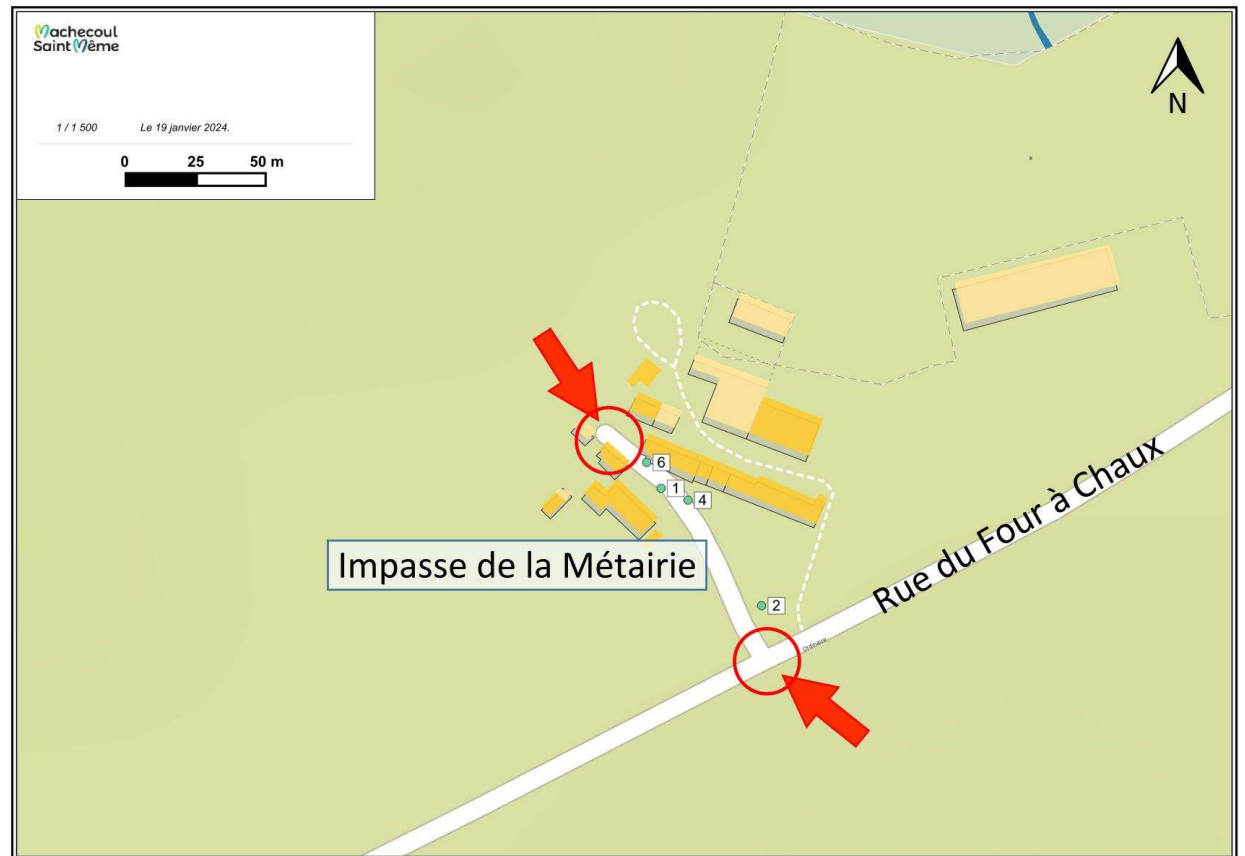 Machecoul
Saint Même
1 / 1 500 Le 19 janvier 2024.
0 25 50 m
N
6
1
4
Impasse de la Métairie
Rue du Four à Chaux
2
Ordinaire